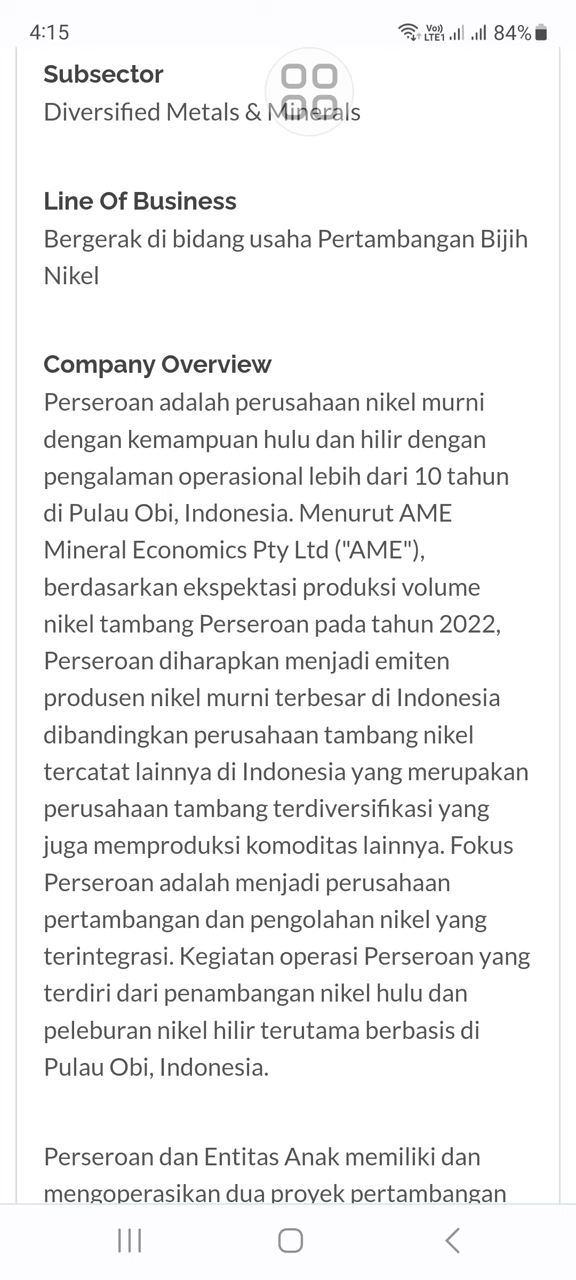 4:15
Vo)) LTE1 84%
Subsector
Diversified Metals & Minerals
Line Of Business
Bergerak di bidang usaha Pertambangan Bijih
Nikel
Company Overview
Perseroan adalah perusahaan nikel murni
dengan kemampuan hulu dan hilir dengan
pengalaman operasional lebih dari 10 tahun
di Pulau Obi, Indonesia. Menurut AME
Mineral Economics Pty Ltd ("AME"),
berdasarkan ekspektasi produksi volume
nikel tambang Perseroan pada tahun 2022,
Perseroan diharapkan menjadi emiten
produsen nikel murni terbesar di Indonesia
dibandingkan perusahaan tambang nikel
tercatat lainnya di Indonesia yang merupakan
perusahaan tambang terdiversifikasi yang
juga memproduksi komoditas lainnya. Fokus
Perseroan adalah menjadi perusahaan
pertambangan dan pengolahan nikel yang
terintegrasi. Kegiatan operasi Perseroan yang
terdiri dari penambangan nikel hulu dan
peleburan nikel hilir terutama berbasis di
Pulau Obi, Indonesia.
Perseroan dan Entitas Anak memiliki dan
mengoperasikan dua proyek pertambangan